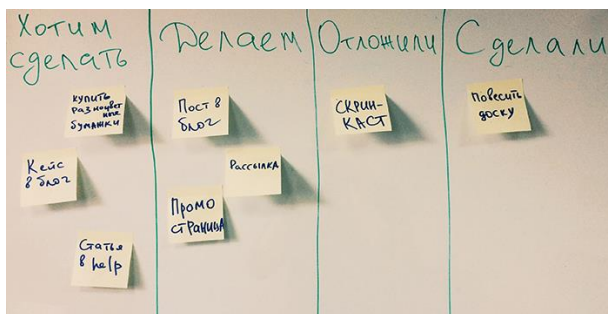 Хотим
сделать
Делаем
Отложили
Сделали
купить
разноцвет
ные
бумажки
Кейс
в блог
Статья
в help
Пост в
блог
Рассылка
Промо
страница
СКРИН-
КАСТ
Повесить
доску